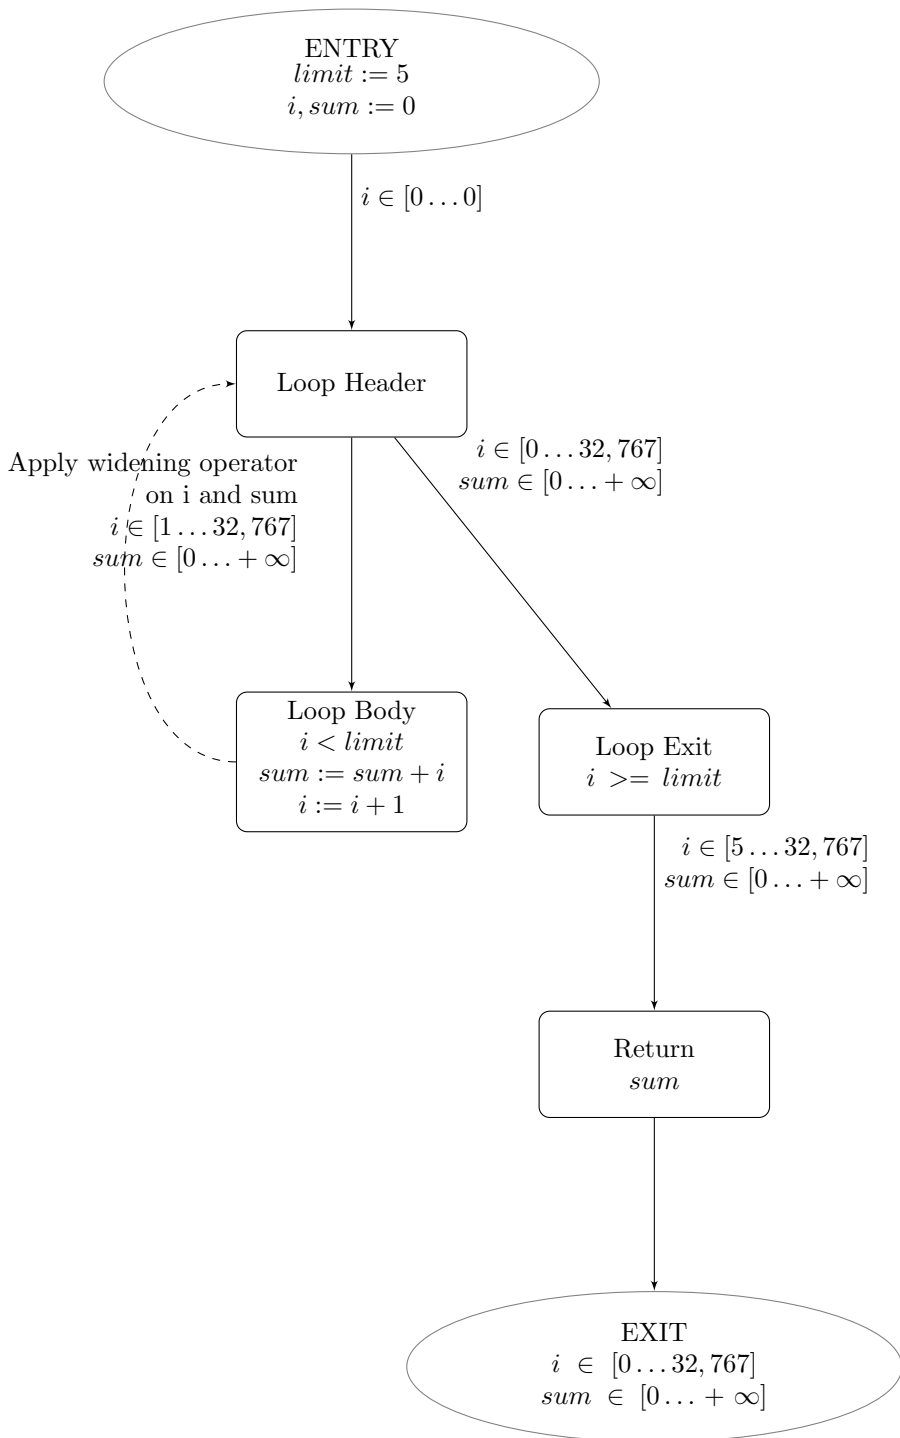 ENTRY
limit := 5
i, sum := 0
i ∈ [0 . . . 0]
Loop Header
i ∈ [0 . . . 32, 767]
sum ∈ [0 . . . + ∞]
Apply widening operator
on i and sum
i ∈ [1 . . . 32, 767]
sum ∈ [0 . . . + ∞]
Loop Body
i < limit
sum := sum + i
i := i + 1
Loop Exit
i >= limit
i ∈ [5 . . . 32, 767]
sum ∈ [0 . . . + ∞]
Return
sum
EXIT
i ∈ [0 . . . 32, 767]
sum ∈ [0 . . . + ∞]